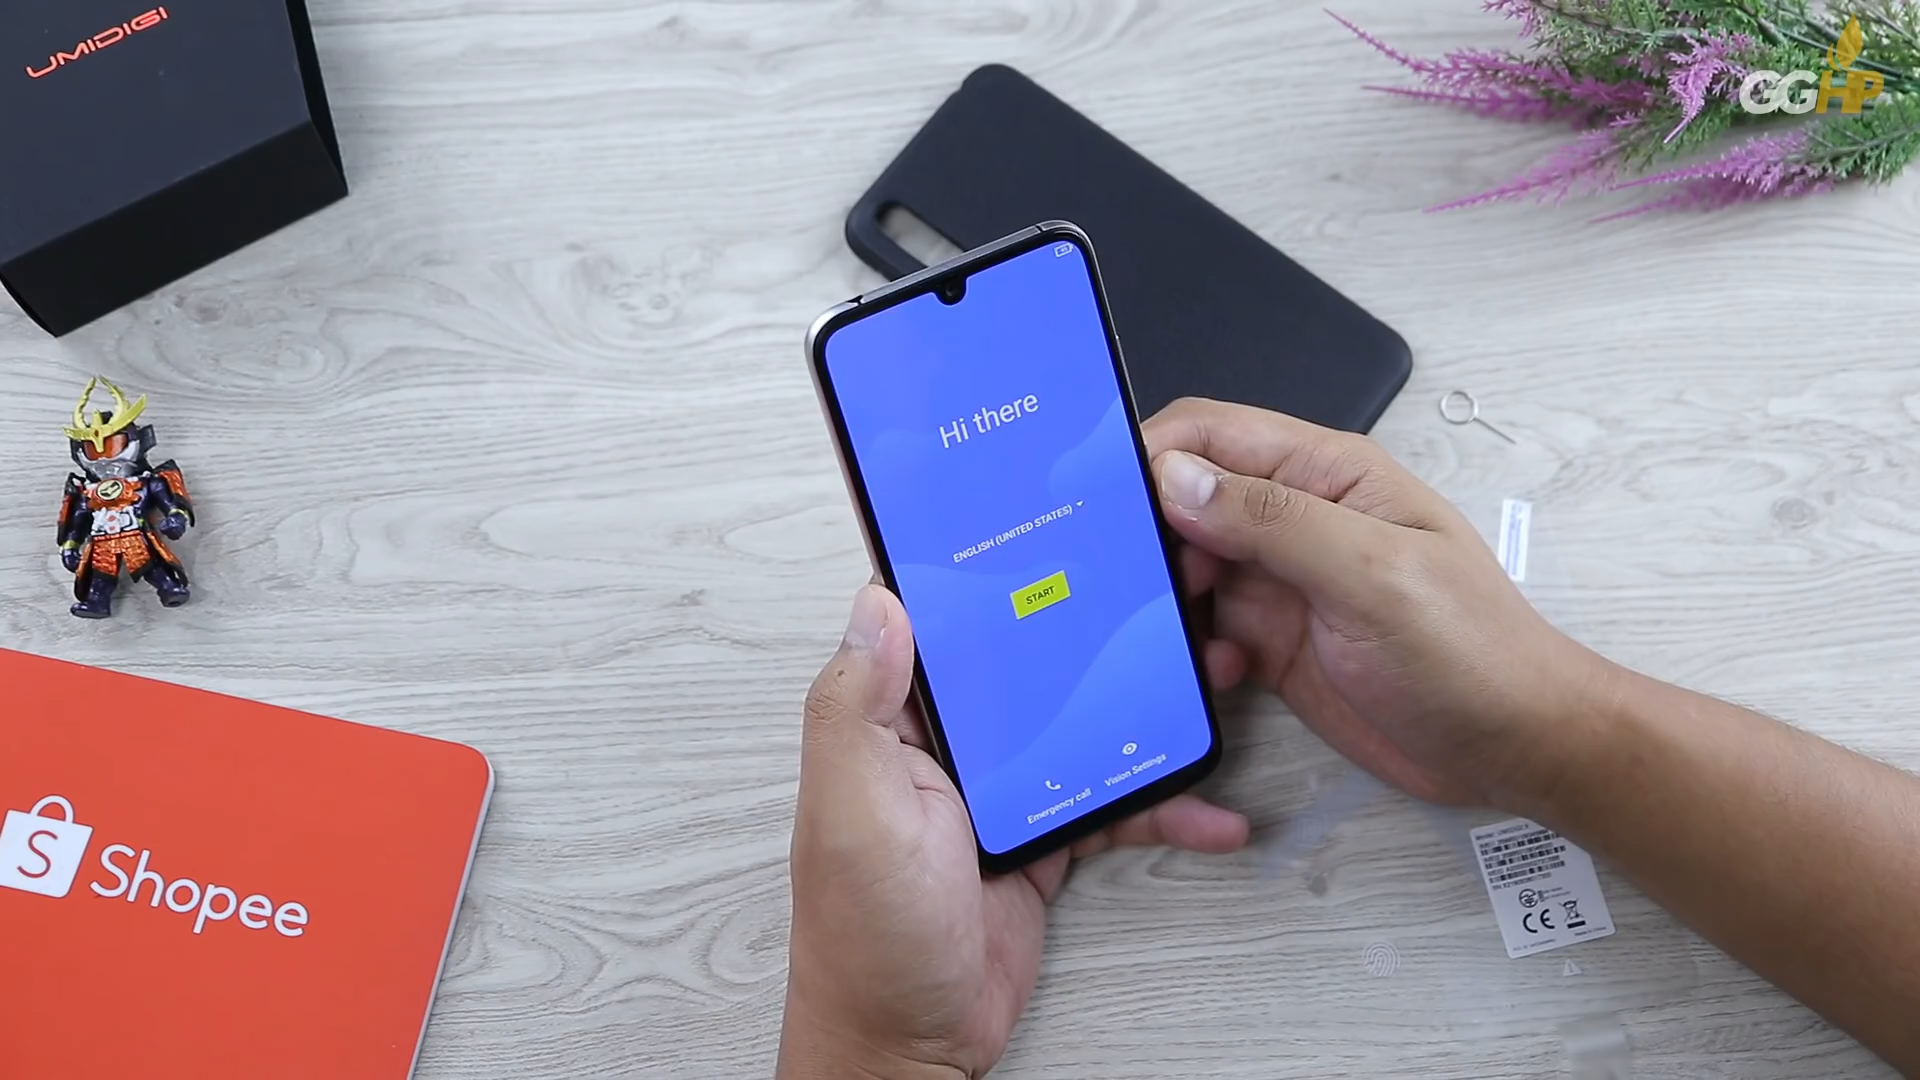 UMIDIGI
GGHP
Hi there
ENGLISH (UNITED STATES)
START
Emergency call
Vision Settings
S
Shopee
CE